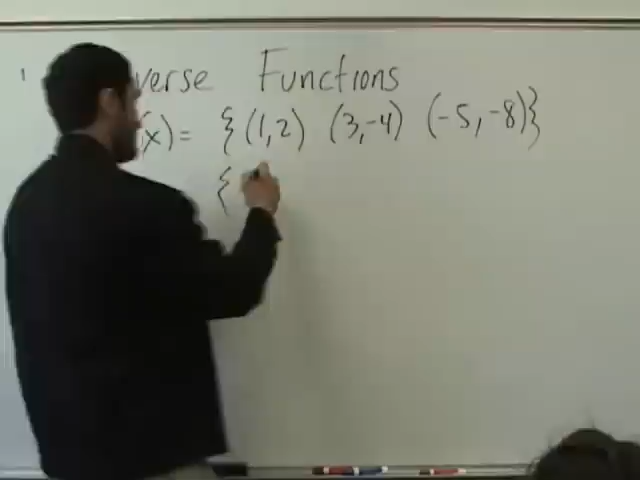 verse Functions
(x) = {(1,2) (3,-4) (-5,-8)}
{